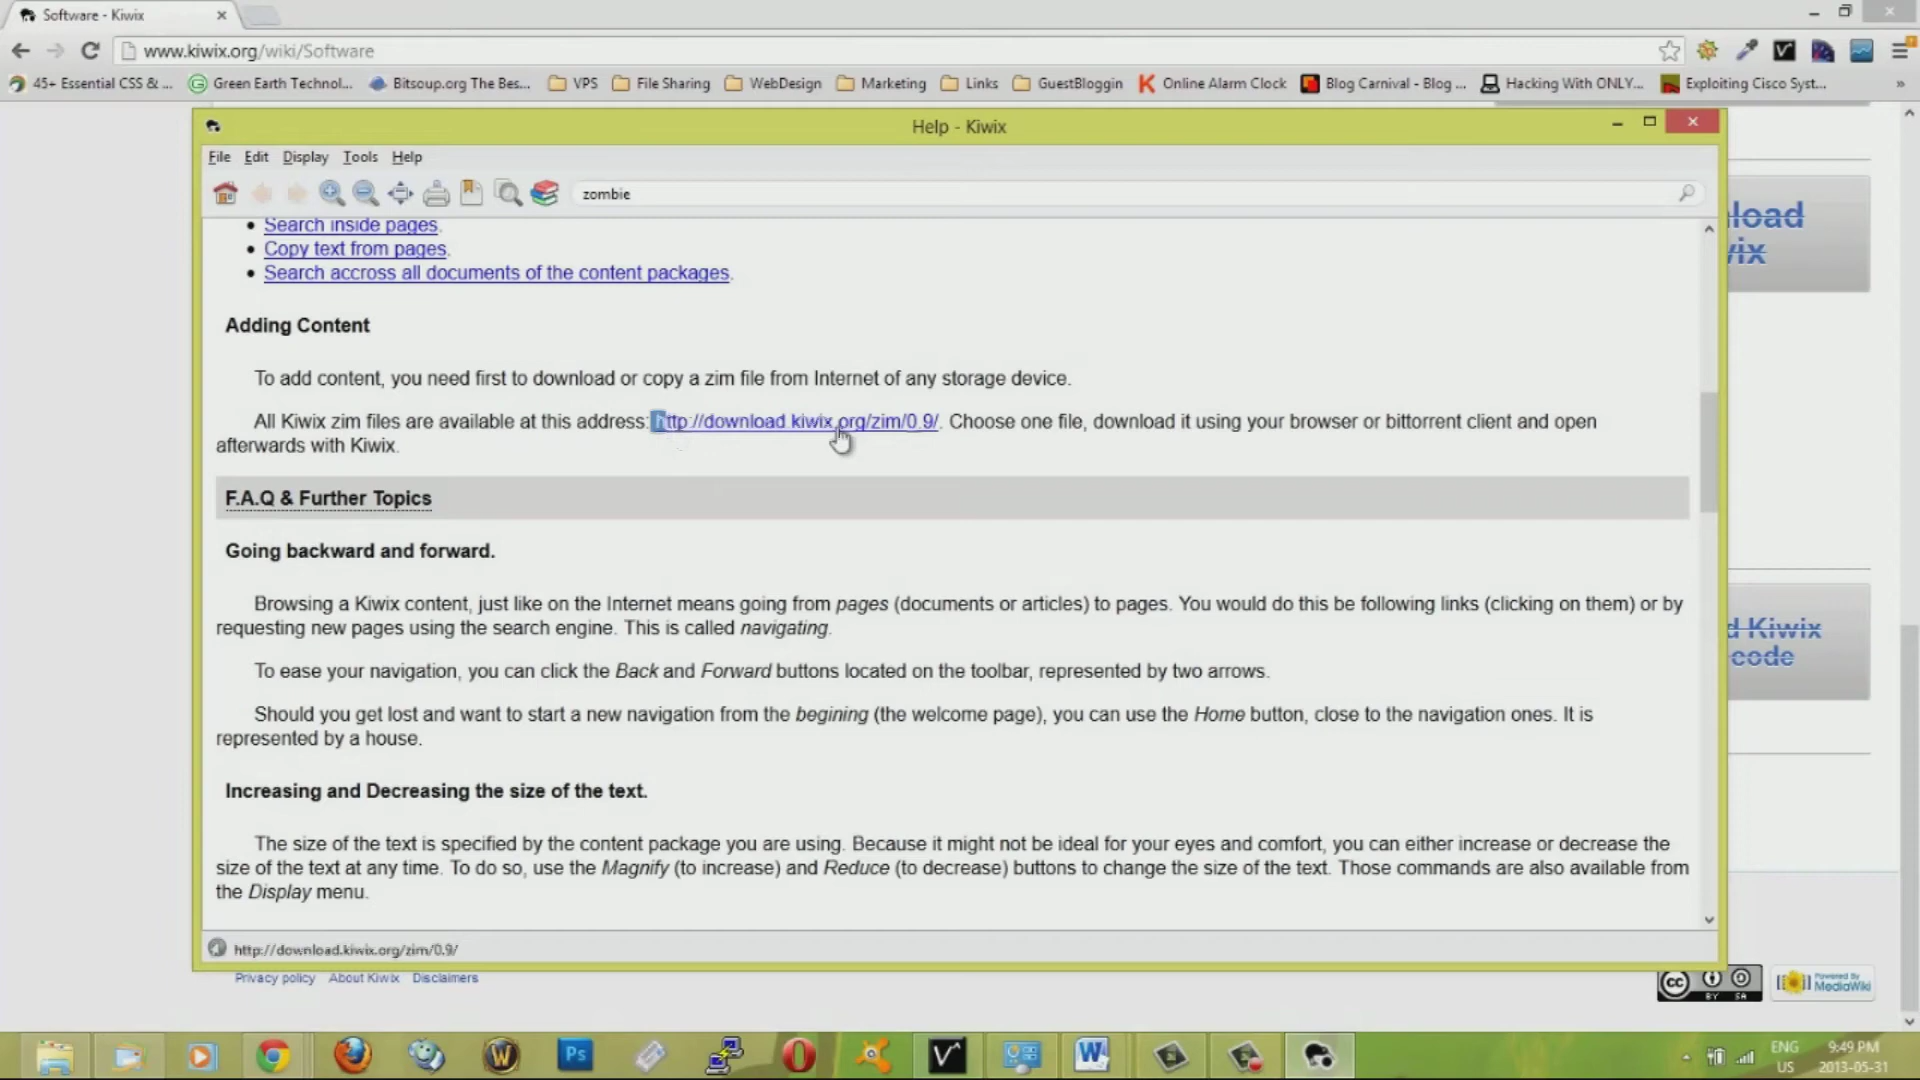 Software - Kiwix
www.kiwix.org/wiki/Software
45+ Essential CSS & ...
Green Earth Technol...
Bitsoup.org The Bes...
VPS
File Sharing
WebDesign
Marketing
Links
GuestBloggin
Online Alarm Clock
Blog Carnival - Blog ...
Hacking With ONLY...
Exploiting Cisco Syst...
»
Help - Kiwix
File Edit Display Tools Help
zombie
Search inside pages.
Copy text from pages.
Search accross all documents of the content packages.
Adding Content
To add content, you need first to download or copy a zim file from Internet of any storage device.
All Kiwix zim files are available at this address: http://download.kiwix.org/zim/0.9/. Choose one file, download it using your browser or bittorrent client and open
afterwards with Kiwix.
F.A.Q & Further Topics
Going backward and forward.
Browsing a Kiwix content, just like on the Internet means going from pages (documents or articles) to pages. You would do this be following links (clicking on them) or by
requesting new pages using the search engine. This is called navigating.
To ease your navigation, you can click the Back and Forward buttons located on the toolbar, represented by two arrows.
Should you get lost and want to start a new navigation from the begining (the welcome page), you can use the Home button, close to the navigation ones. It is
represented by a house.
Increasing and Decreasing the size of the text.
The size of the text is specified by the content package you are using. Because it might not be ideal for your eyes and comfort, you can either increase or decrease the
size of the text at any time. To do so, use the Magnify (to increase) and Reduce (to decrease) buttons to change the size of the text. Those commands are also available from
the Display menu.
http://download.kiwix.org/zim/0.9/
load
ix
d Kiwix
code
Privacy policy About Kiwix Disclaimers
cc BY SA
Powered By
MediaWiki
Ps
W
ENG
US
9:49 PM
2013-05-31